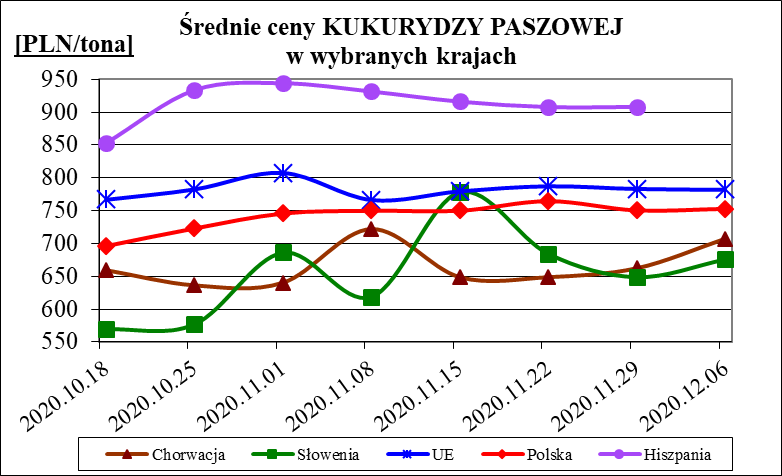 Średnie ceny KUKURYDZY PASZOWEJ
w wybranych krajach
[PLN/tona]
950
900
850
800
750
700
650
600
550
2020.10.18
2020.10.25
2020.11.01
2020.11.08
2020.11.15
2020.11.22
2020.11.29
2020.12.06
Chorwacja
Słowenia
UE
Polska
Hiszpania